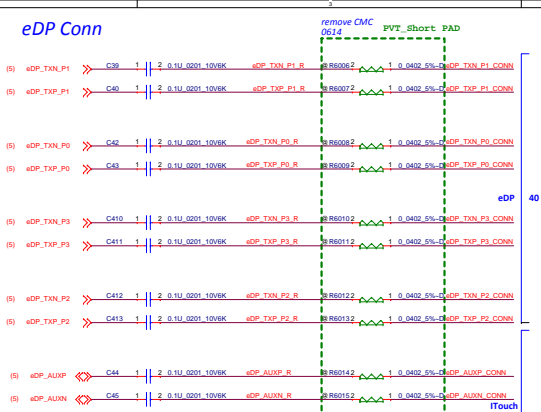 3
eDP Conn
remove CMC
0614
PVT_Short PAD
(5) eDP_TXN_P1 C39 1 2 0.1U_0201_10V6K eDP_TXN_P1_R @ R6006 2 1 0_0402_5%~D eDP_TXN_P1_CONN
(5) eDP_TXP_P1 C40 1 2 0.1U_0201_10V6K eDP_TXP_P1_R @ R6007 2 1 0_0402_5%~D eDP_TXP_P1_CONN
(5) eDP_TXN_P0 C42 1 2 0.1U_0201_10V6K eDP_TXN_P0_R @ R6008 2 1 0_0402_5%~D eDP_TXN_P0_CONN
(5) eDP_TXP_P0 C43 1 2 0.1U_0201_10V6K eDP_TXP_P0_R @ R6009 2 1 0_0402_5%~D eDP_TXP_P0_CONN
eDP 40
(5) eDP_TXN_P3 C410 1 2 0.1U_0201_10V6K eDP_TXN_P3_R @ R6010 2 1 0_0402_5%~D eDP_TXN_P3_CONN
(5) eDP_TXP_P3 C411 1 2 0.1U_0201_10V6K eDP_TXP_P3_R @ R6011 2 1 0_0402_5%~D eDP_TXP_P3_CONN
(5) eDP_TXN_P2 C412 1 2 0.1U_0201_10V6K eDP_TXN_P2_R @ R6012 2 1 0_0402_5%~D eDP_TXN_P2_CONN
(5) eDP_TXP_P2 C413 1 2 0.1U_0201_10V6K eDP_TXP_P2_R @ R6013 2 1 0_0402_5%~D eDP_TXP_P2_CONN
(5) eDP_AUXP C44 1 2 0.1U_0201_10V6K eDP_AUXP_R @ R6014 2 1 0_0402_5%~D eDP_AUXP_CONN
(5) eDP_AUXN C45 1 2 0.1U_0201_10V6K eDP_AUXN_R @ R6015 2 1 0_0402_5%~D eDP_AUXN_CONN
ITouch